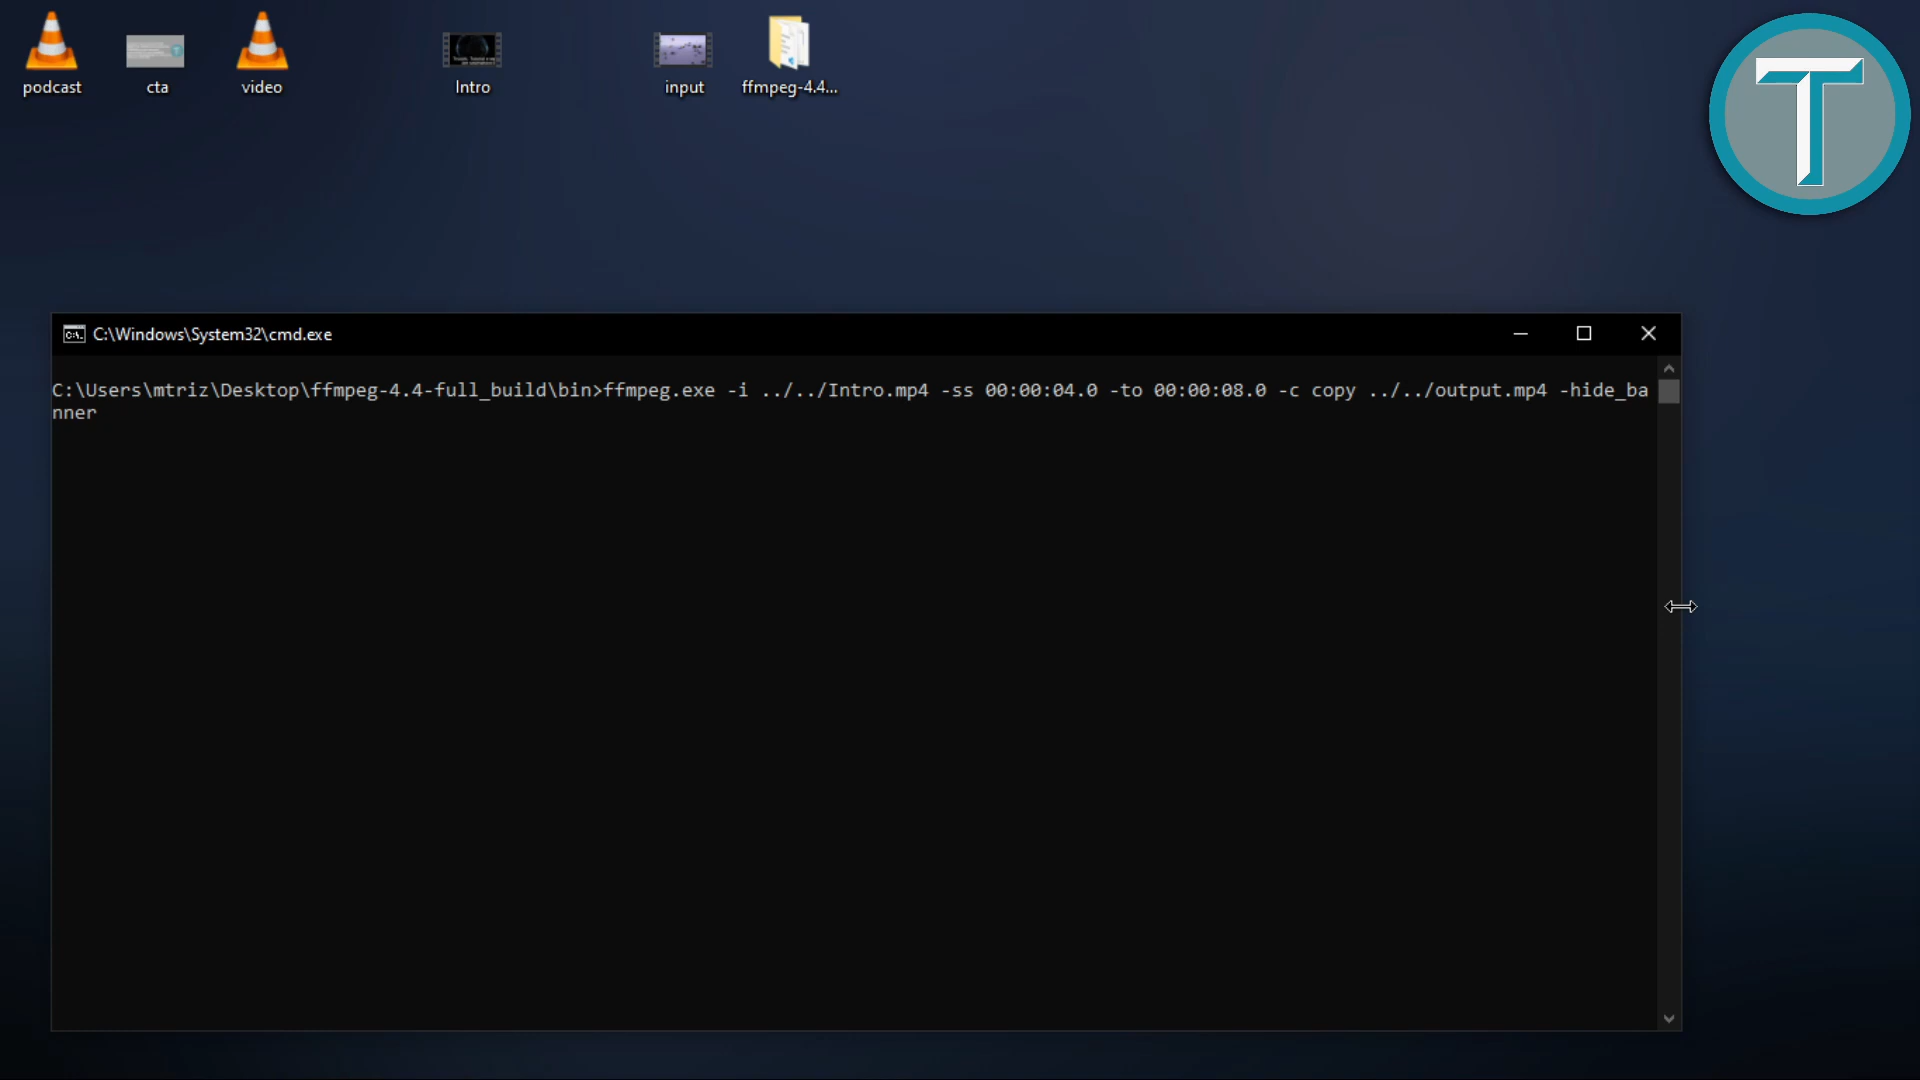 podcast
cta
video
Intro
input
ffmpeg-4.4...
T
C:\Windows\System32\cmd.exe
C:\Users\mtriz\Desktop\ffmpeg-4.4-full_build\bin>ffmpeg.exe -i ../../Intro.mp4 -ss 00:00:04.0 -to 00:00:08.0 -c copy ../../output.mp4 -hide_ba
nner